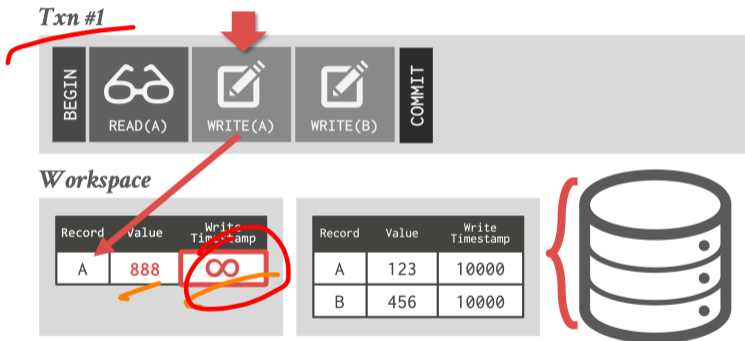 Txn #1
BEGIN
READ(A)
WRITE(A)
WRITE(B)
COMMIT
Workspace
Record Value Write Timestamp
A 888 ∞
Record Value Write Timestamp
A 123 10000
B 456 10000